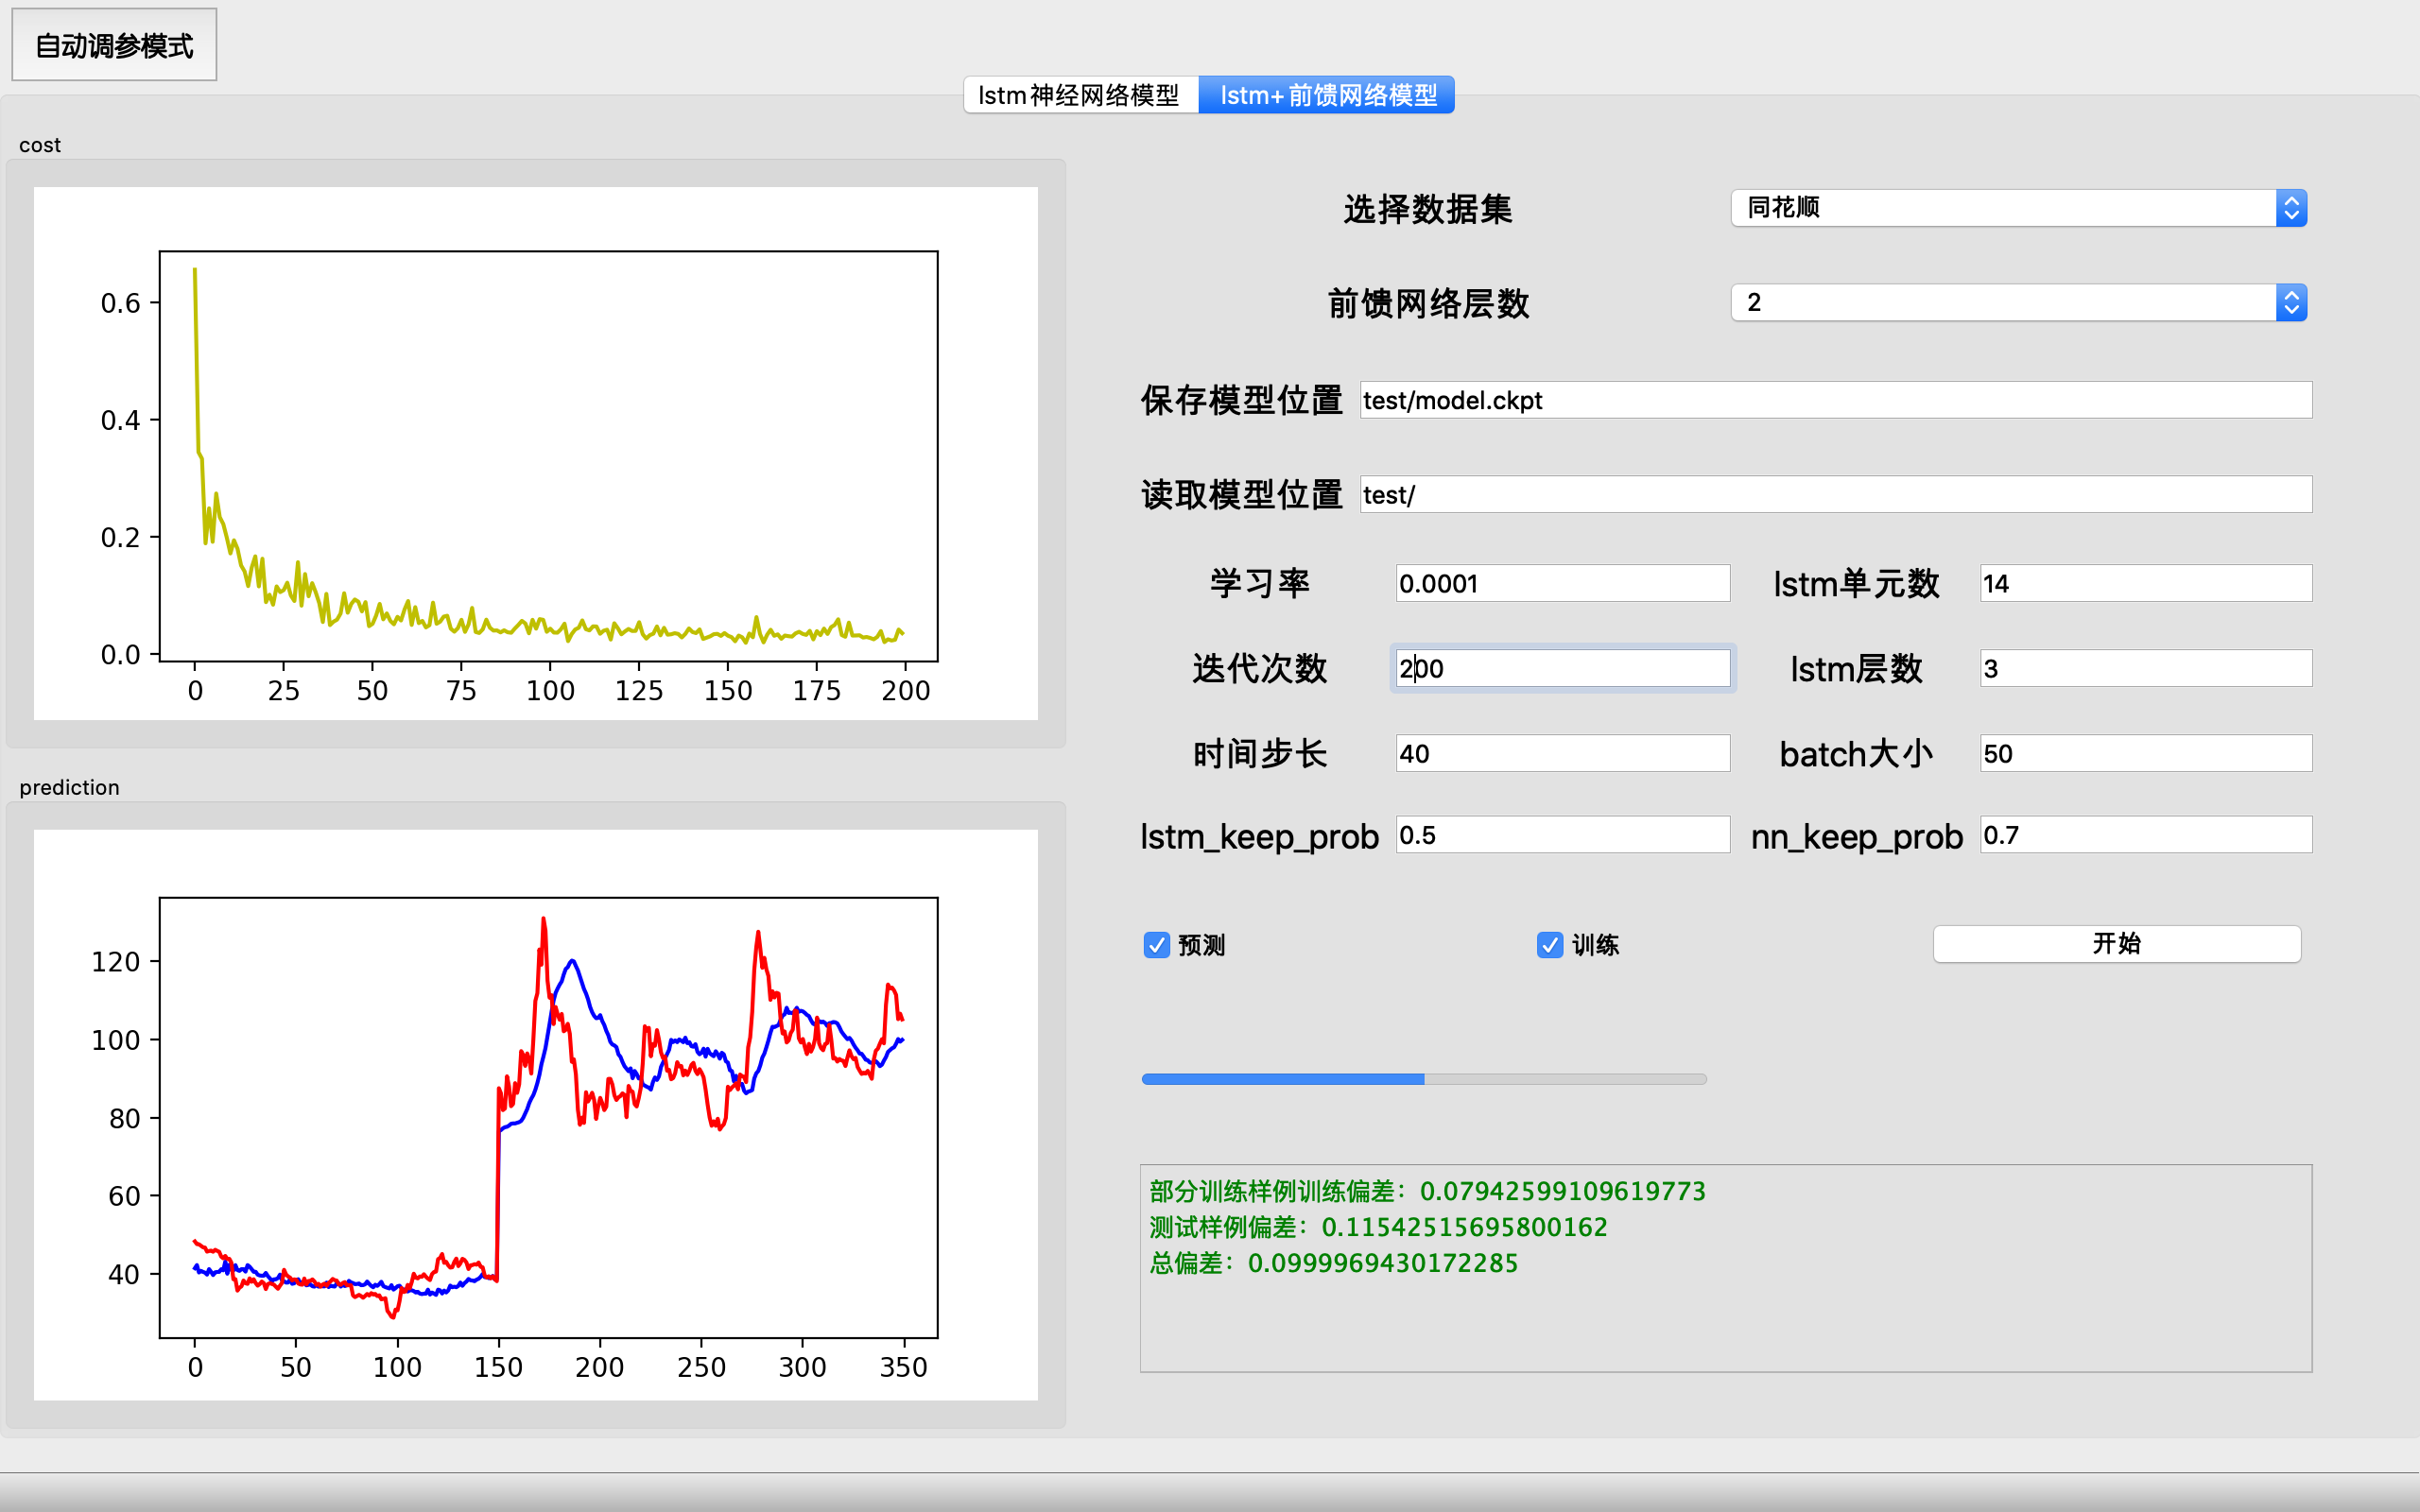 自动调参模式
lstm神经网络模型 lstm+前馈网络模型
cost
0.6
0.4
0.2
0.0
0 25 50 75 100 125 150 175 200
prediction
120
100
80
60
40
0 50 100 150 200 250 300 350
选择数据集 同花顺
前馈网络层数 2
保存模型位置 test/model.ckpt
读取模型位置 test/
学习率 0.0001 lstm单元数 14
迭代次数 200 lstm层数 3
时间步长 40 batch大小 50
lstm_keep_prob 0.5 nn_keep_prob 0.7
预测 训练 开始
部分训练样例训练偏差：0.07942599109619773
测试样例偏差：0.11542515695800162
总偏差：0.0999969430172285